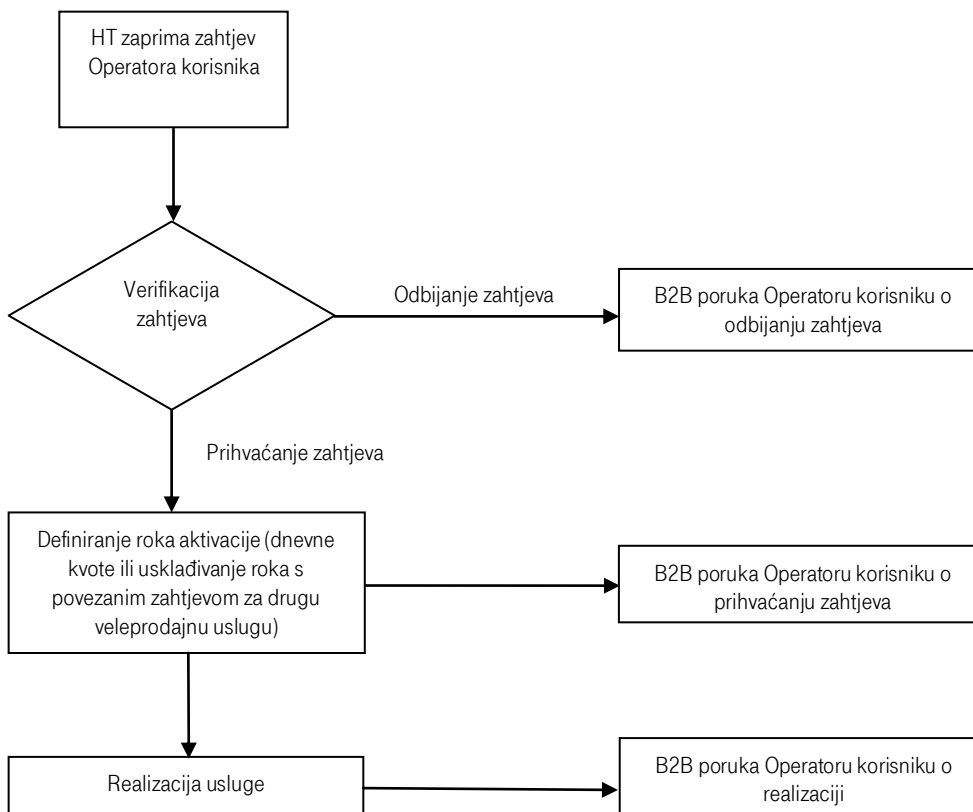 HT zaprima zahtjev
Operatora korisnika
Verifikacija
zahtjeva
Odbijanje zahtjeva
B2B poruka Operatoru korisniku o
odbijanju zahtjeva
Prihvaćanje zahtjeva
Definiranje roka aktivacije (dnevne
kvote ili usklađivanje roka s
povezanim zahtjevom za drugu
veleprodajnu uslugu)
B2B poruka Operatoru korisniku o
prihvaćanju zahtjeva
Realizacija usluge
B2B poruka Operatoru korisniku o
realizaciji